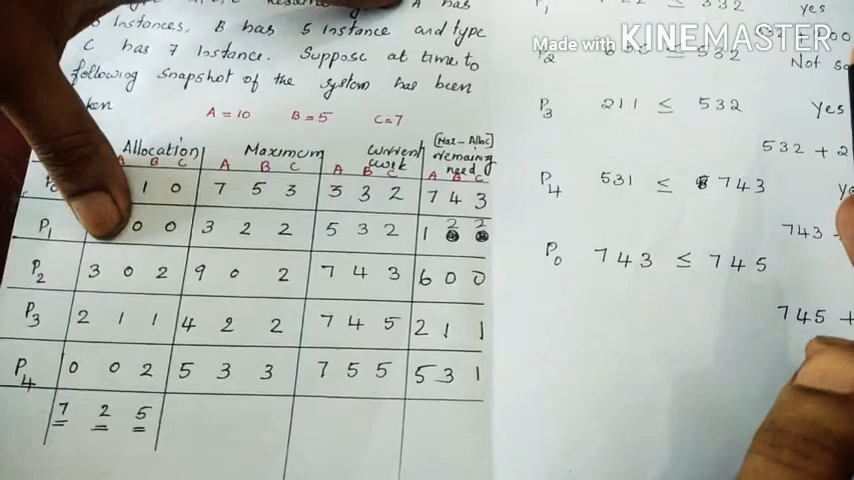 A has
Instances, B has 5 instance and type
C has 7 Instance. Suppose at time to
following snapshot of the system has been
A = 10 B = 5 C = 7
Allocation Maximum Current work [Max - Alloc] remaining need
A B C A B C A B C A B C
1 0 7 5 3 3 3 2 7 4 3
P1 0 0 3 2 2 5 3 2 1 2 2
P2 3 0 2 9 0 2 7 4 3 6 0 0
P3 2 1 1 4 2 2 7 4 5 2 1 1
P4 0 0 2 5 3 3 7 5 5 5 3 1
7 2 5
P1 ≤ 332 yes
P2 ≤ 532 Not
P3 211 ≤ 532 Yes
532 + 2
P4 531 ≤ 743
743
P0 743 ≤ 745
745 +
Made with KINEMASTER